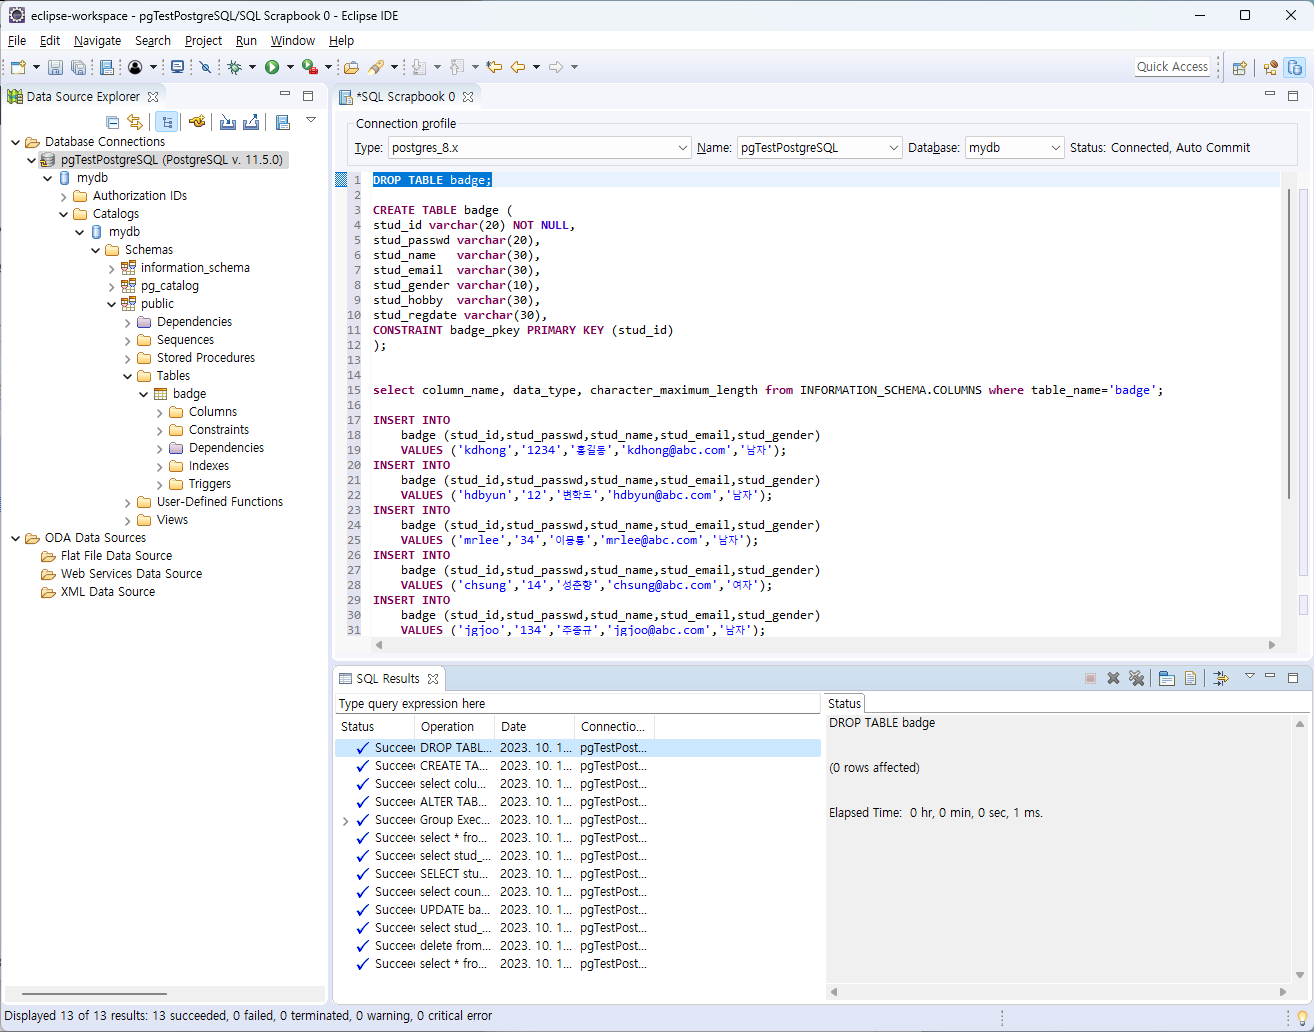 eclipse-workspace - pgTestPostgreSQL/SQL Scrapbook 0 - Eclipse IDE
File Edit Navigate Search Project Run Window Help
Quick Access
Data Source Explorer
Database Connections
pgTestPostgreSQL (PostgreSQL v. 11.5.0)
mydb
Authorization IDs
Catalogs
mydb
Schemas
information_schema
pg_catalog
public
Dependencies
Sequences
Stored Procedures
Tables
badge
Columns
Constraints
Dependencies
Indexes
Triggers
User-Defined Functions
Views
ODA Data Sources
Flat File Data Source
Web Services Data Source
XML Data Source
*SQL Scrapbook 0
Connection profile
Type: postgres_8.x Name: pgTestPostgreSQL Database: mydb Status: Connected, Auto Commit
1 DROP TABLE badge;
2
3 CREATE TABLE badge (
4 stud_id varchar(20) NOT NULL,
5 stud_passwd varchar(20),
6 stud_name   varchar(30),
7 stud_email  varchar(30),
8 stud_gender varchar(10),
9 stud_hobby  varchar(30),
10 stud_regdate varchar(30),
11 CONSTRAINT badge_pkey PRIMARY KEY (stud_id)
12 );
13
14
15 select column_name, data_type, character_maximum_length from INFORMATION_SCHEMA.COLUMNS where table_name='badge';
16
17 INSERT INTO
18     badge (stud_id,stud_passwd,stud_name,stud_email,stud_gender)
19     VALUES ('kdhong','1234','홍길동','kdhong@abc.com','남자');
20 INSERT INTO
21     badge (stud_id,stud_passwd,stud_name,stud_email,stud_gender)
22     VALUES ('hdbyun','12','변학도','hdbyun@abc.com','남자');
23 INSERT INTO
24     badge (stud_id,stud_passwd,stud_name,stud_email,stud_gender)
25     VALUES ('mrlee','34','이몽룡','mrlee@abc.com','남자');
26 INSERT INTO
27     badge (stud_id,stud_passwd,stud_name,stud_email,stud_gender)
28     VALUES ('chsung','14','성춘향','chsung@abc.com','여자');
29 INSERT INTO
30     badge (stud_id,stud_passwd,stud_name,stud_email,stud_gender)
31     VALUES ('jgjoo','134','주종규','jgjoo@abc.com','남자');
SQL Results
Type query expression here
Status Operation Date Connectio...
Succee DROP TABL... 2023. 10. 1... pgTestPost...
Succee CREATE TA... 2023. 10. 1... pgTestPost...
Succee select colu... 2023. 10. 1... pgTestPost...
Succee ALTER TAB... 2023. 10. 1... pgTestPost...
Succee Group Exec... 2023. 10. 1... pgTestPost...
Succee select * fro... 2023. 10. 1... pgTestPost...
Succee select stud_... 2023. 10. 1... pgTestPost...
Succee SELECT stu... 2023. 10. 1... pgTestPost...
Succee select coun... 2023. 10. 1... pgTestPost...
Succee UPDATE ba... 2023. 10. 1... pgTestPost...
Succee select stud_... 2023. 10. 1... pgTestPost...
Succee delete from... 2023. 10. 1... pgTestPost...
Succee select * fro... 2023. 10. 1... pgTestPost...
Status
DROP TABLE badge
(0 rows affected)
Elapsed Time:  0 hr, 0 min, 0 sec, 1 ms.
Displayed 13 of 13 results: 13 succeeded, 0 failed, 0 terminated, 0 warning, 0 critical error